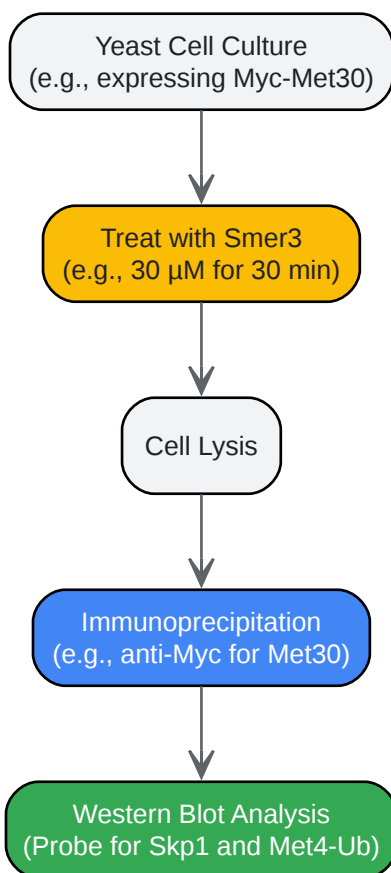 Yeast Cell Culture
(e.g., expressing Myc-Met30)
Treat with Smer3
(e.g., 30 µM for 30 min)
Cell Lysis
Immunoprecipitation
(e.g., anti-Myc for Met30)
Western Blot Analysis
(Probe for Skp1 and Met4-Ub)